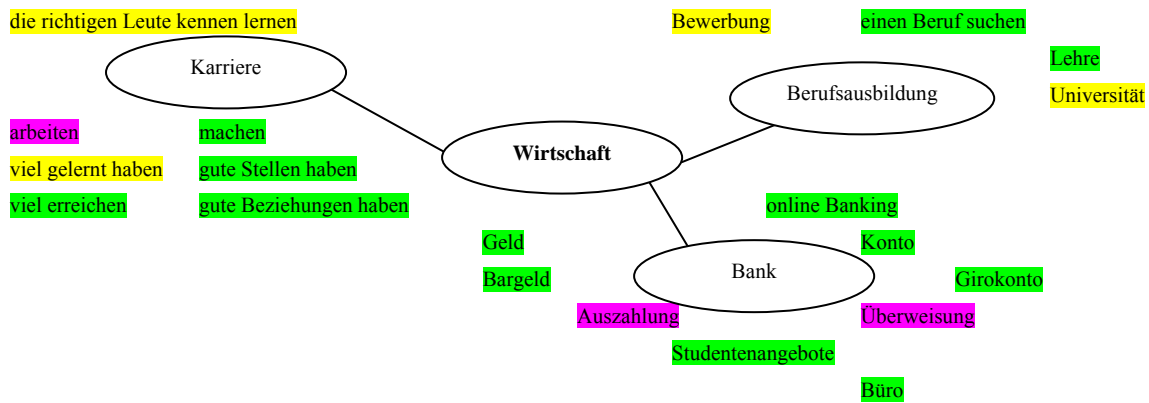 die richtigen Leute kennen lernen
Bewerbung einen Beruf suchen
Karriere
Lehre
Berufsausbildung
Universität
arbeiten machen
Wirtschaft
viel gelernt haben gute Stellen haben
viel erreichen gute Beziehungen haben
online Banking
Geld
Konto
Bank
Bargeld
Girokonto
Auszahlung
Überweisung
Studentenangebote
Büro